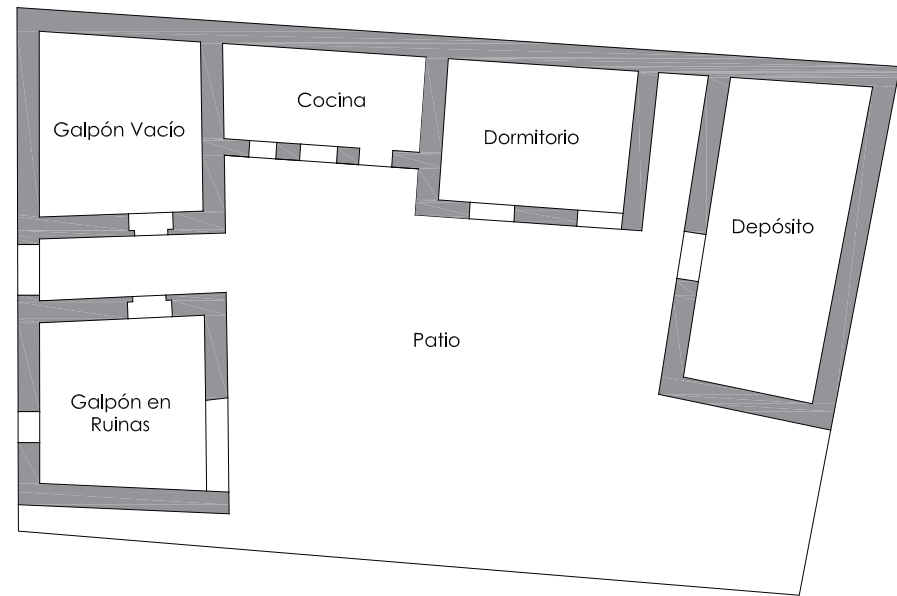 Cocina
Galpón Vacío
Dormitorio
Depósito
Patio
Galpón en
Ruinas